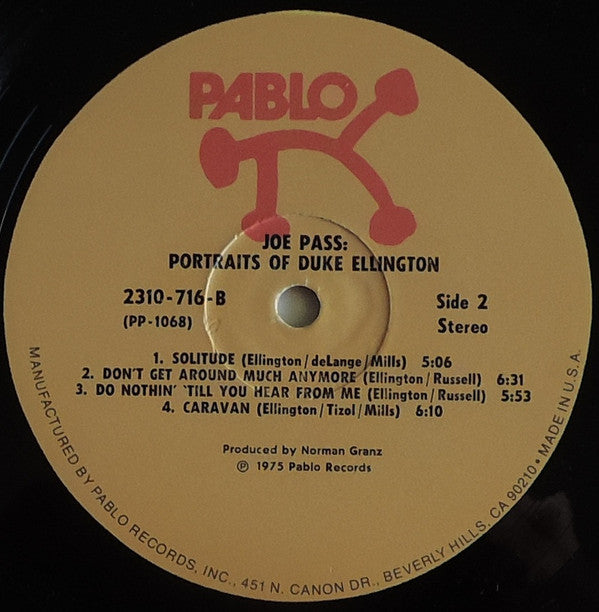 PABLO
JOE PASS:
PORTRAITS OF DUKE ELLINGTON
2310-716-B
(PP-1068)
Side 2
Stereo
1. SOLITUDE (Ellington/deLange/Mills) 5:06
2. DON'T GET AROUND MUCH ANYMORE (Ellington/Russell) 6:31
3. DO NOTHIN' 'TILL YOU HEAR FROM ME (Ellington/Russell) 5:53
4. CARAVAN (Ellington/Tizol/Mills) 6:10
Produced by Norman Granz
℗ 1975 Pablo Records
MANUFACTURED BY PABLO RECORDS, INC., 451 N. CANON DR., BEVERLY HILLS, CA 90210 • MADE IN U.S.A.